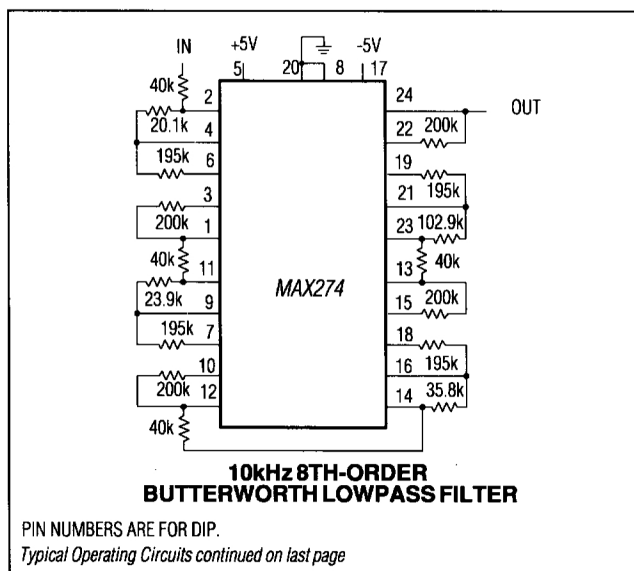 IN +5V -5V
5 20 8 17
40k 2 24 OUT
20.1k 4 22 200k
195k 6 19
3 21 195k
200k 1 23 102.9k
40k 11 13 40k
23.9k 9 MAX274 15 200k
195k 7 18
10 16 195k
200k 12 14 35.8k
40k
10kHz 8TH-ORDER
BUTTERWORTH LOWPASS FILTER
PIN NUMBERS ARE FOR DIP.
Typical Operating Circuits continued on last page